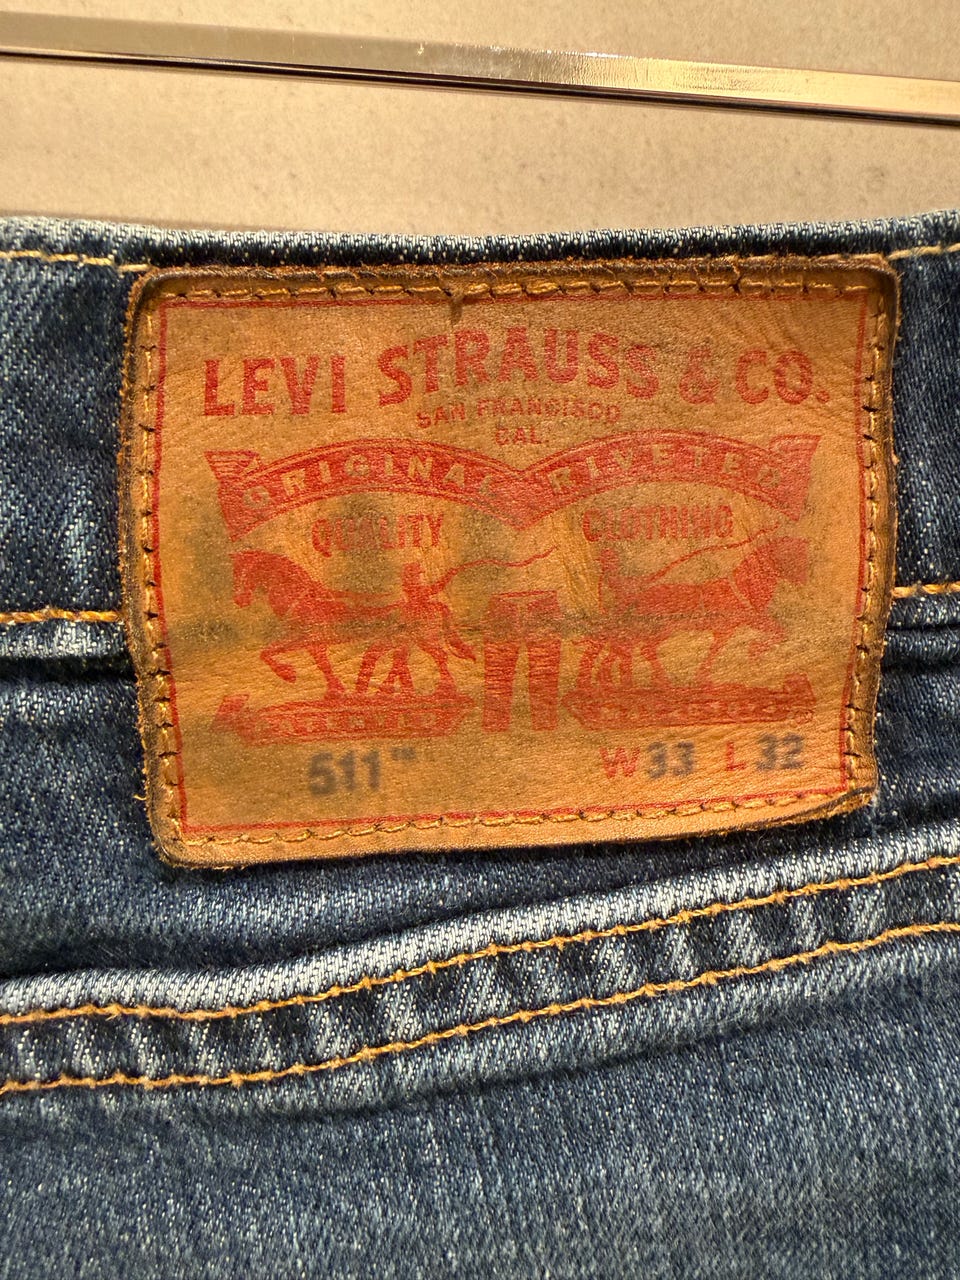 LEVI STRAUSS & CO.
SAN FRANCISCO
CAL.
ORIGINAL RIVETED
QUALITY CLOTHING
511™ W33 L32